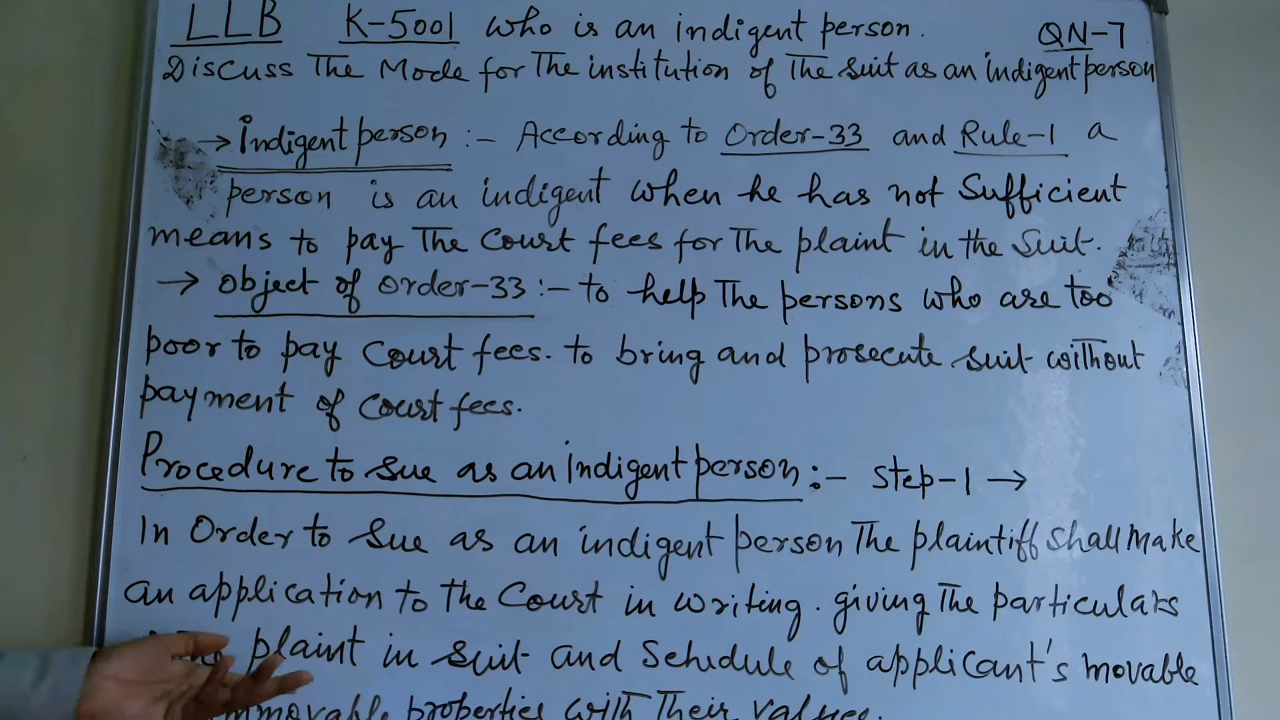 LLB K-5001 who is an indigent person. QN-7
Discuss The Mode for The institution of The Suit as an indigent person
→ Indigent person :- According to Order-33 and Rule-1 a
person is an indigent when he has not Sufficient
means to pay The Court fees for The plaint in the Suit.
→ Object of Order-33 :- to help The persons who are too
poor to pay Court fees. to bring and prosecute suit without
payment of Court fees.
Procedure to Sue as an Indigent person :- Step-1 →
In Order to Sue as an indigent person The plaintiff Shall Make
an application to the Court in writing. giving The particulars
plaint in Suit and Schedule of applicant's movable
properties with Their values.